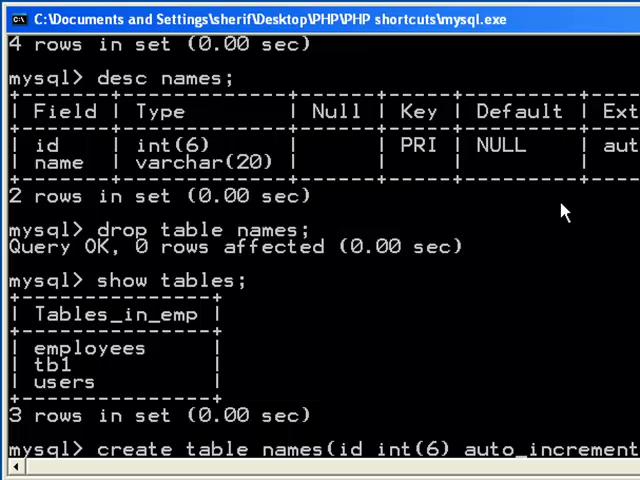 C:\Documents and Settings\sherif\Desktop\PHP\PHP shortcuts\mysql.exe
4 rows in set (0.00 sec)
mysql> desc names;
+-------+-------------+------+-----+---------+----
| Field | Type        | Null | Key | Default | Ext
+-------+-------------+------+-----+---------+----
| id    | int(6)      |      | PRI | NULL    | aut
| name  | varchar(20) |      |     |         |
+-------+-------------+------+-----+---------+----
2 rows in set (0.00 sec)
mysql> drop table names;
Query OK, 0 rows affected (0.00 sec)
mysql> show tables;
+---------------+
| Tables_in_emp |
+---------------+
| employees     |
| tb1           |
| users         |
+---------------+
3 rows in set (0.00 sec)
mysql> create table names(id int(6) auto_increment